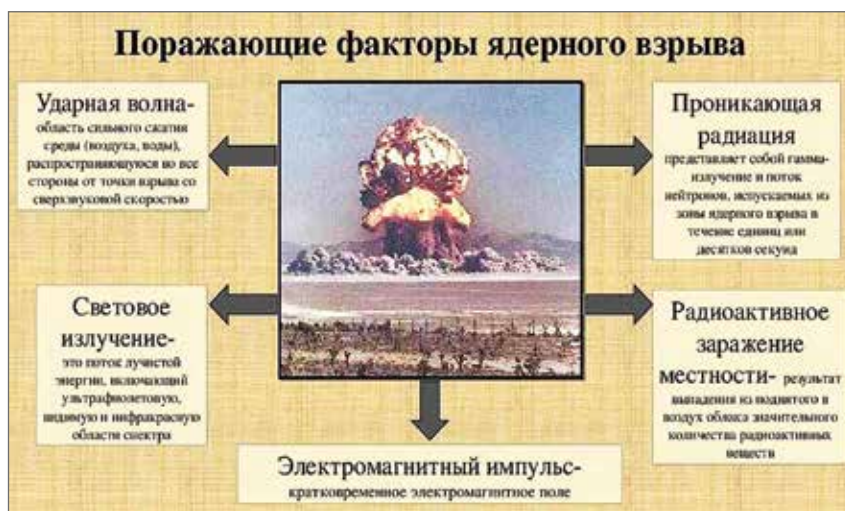 Поражающие факторы ядерного взрыва
Ударная волна-
область сильного сжатия
среды (воздуха, воды),
распространяющуюся во все
стороны от точки взрыва со
сверхзвуковой скоростью
Проникающая
радиация
представляет собой гамма-
излучение и поток
нейтронов, испускаемых из
зоны ядерного взрыва в
течение единиц или
десятков секунд
Световое
излучение-
это поток лучистой
энергии, включающий
ультрафиолетовую,
видимую и инфракрасную
области спектра
Радиоактивное
заражение
местности- результат
выпадения из поднятого в
воздух облака значительного
количества радиоактивных
веществ
Электромагнитный импульс-
кратковременное электромагнитное поле